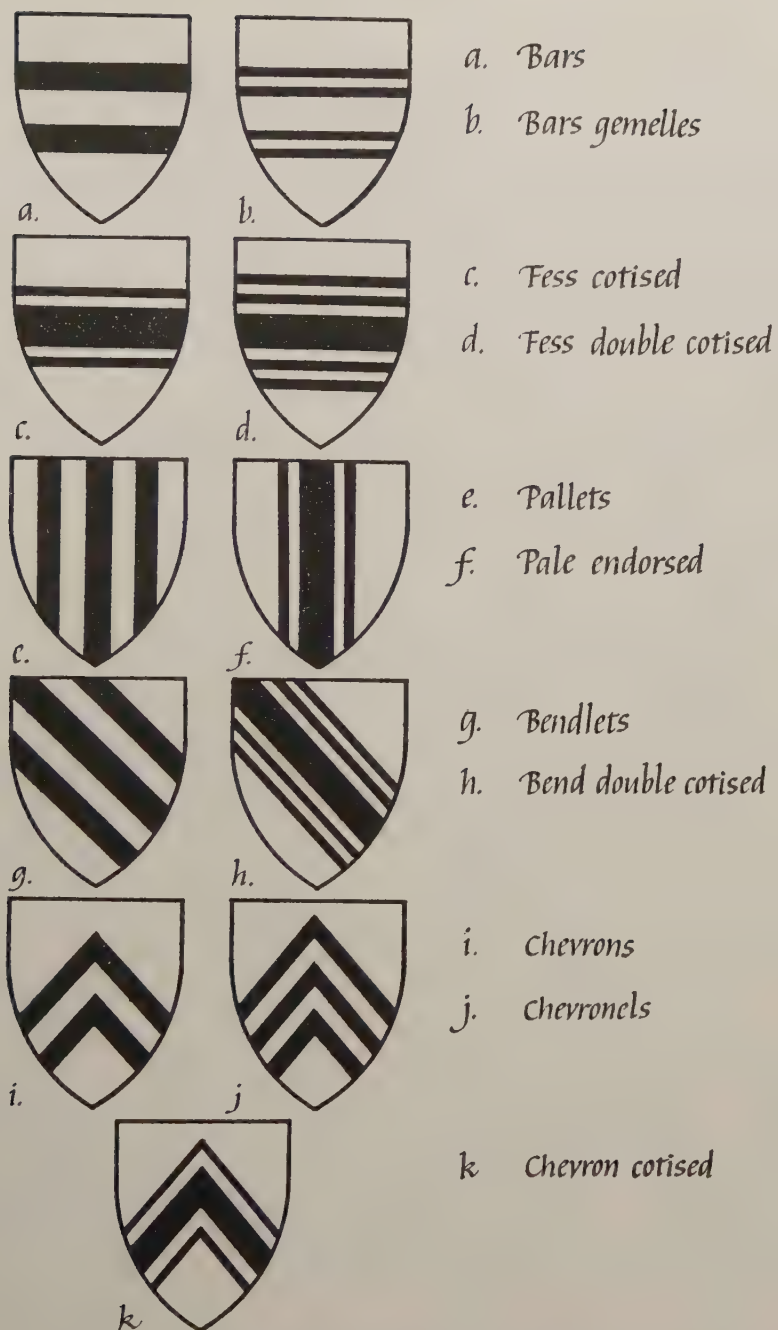 a. Bars
b. Bars gemelles
a. b.
c. Fess cotised
d. Fess double cotised
c. d.
e. Pallets
f. Pale endorsed
e. f.
g. Bendlets
h. Bend double cotised
g. h.
i. Chevrons
j. Chevronels
i. j
k Chevron cotised
k